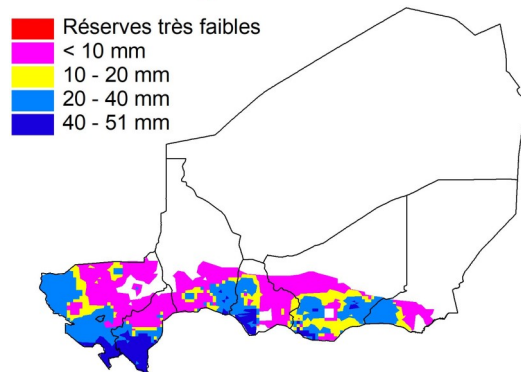 Réserves très faibles
< 10 mm
10 - 20 mm
20 - 40 mm
40 - 51 mm